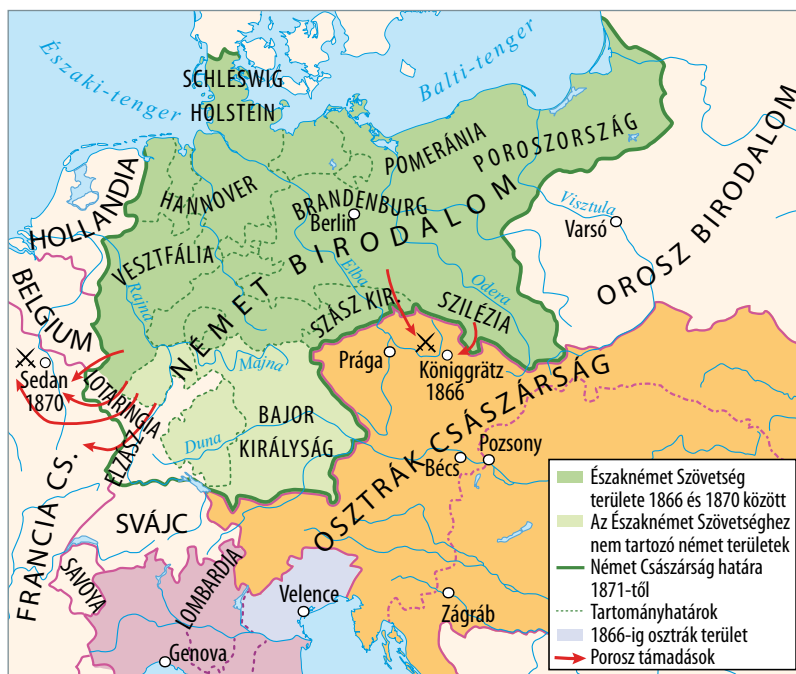 Északi-tenger
Balti-tenger
SCHLESWIG
HOLSTEIN
POMERÁNIA
POROSZORSZÁG
HANNOVER
BRANDENBURG
Berlin
HOLLANDIA
VESZTFÁLIA
NÉMET BIRODALOM
Visztula
Varsó
OROSZ BIRODALOM
BELGIUM
Rajna
Elba
Odera
SZÁSZ KIR.
SZILÉZIA
Sedan
1870
LOTARINGIA
Majna
Prága
Königgrätz
1866
ELZÁSZ
BAJOR
KIRÁLYSÁG
Duna
OSZTRÁK CSÁSZÁRSÁG
Bécs
Pozsony
FRANCIA CS.
SVÁJC
SAVOYA
LOMBARDIA
Velence
Zágráb
Genova
Északnémet Szövetség
területe 1866 és 1870 között
Az Északnémet Szövetséghez
nem tartozó német területek
Német Császárság határa
1871-től
Tartományhatárok
1866-ig osztrák terület
Porosz támadások